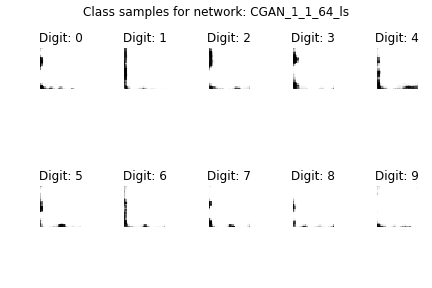 Class samples for network: CGAN_1_1_64_ls
Digit: 0 Digit: 1 Digit: 2 Digit: 3 Digit: 4
Digit: 5 Digit: 6 Digit: 7 Digit: 8 Digit: 9